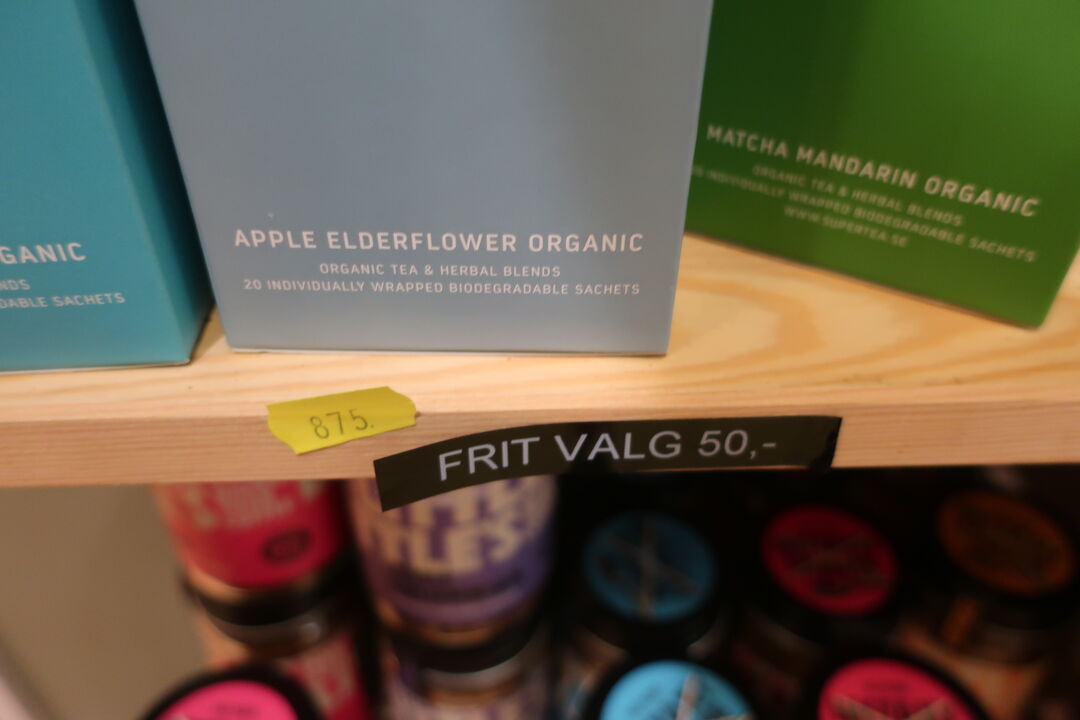 GANIC
NDS
DABLE SACHETS
APPLE ELDERFLOWER ORGANIC
ORGANIC TEA & HERBAL BLENDS
20 INDIVIDUALLY WRAPPED BIODEGRADABLE SACHETS
MATCHA MANDARIN ORGANIC
ORGANIC TEA & HERBAL BLENDS
INDIVIDUALLY WRAPPED BIODEGRADABLE SACHETS
WWW.SUPERTEA.SE
875.
FRIT VALG 50,-